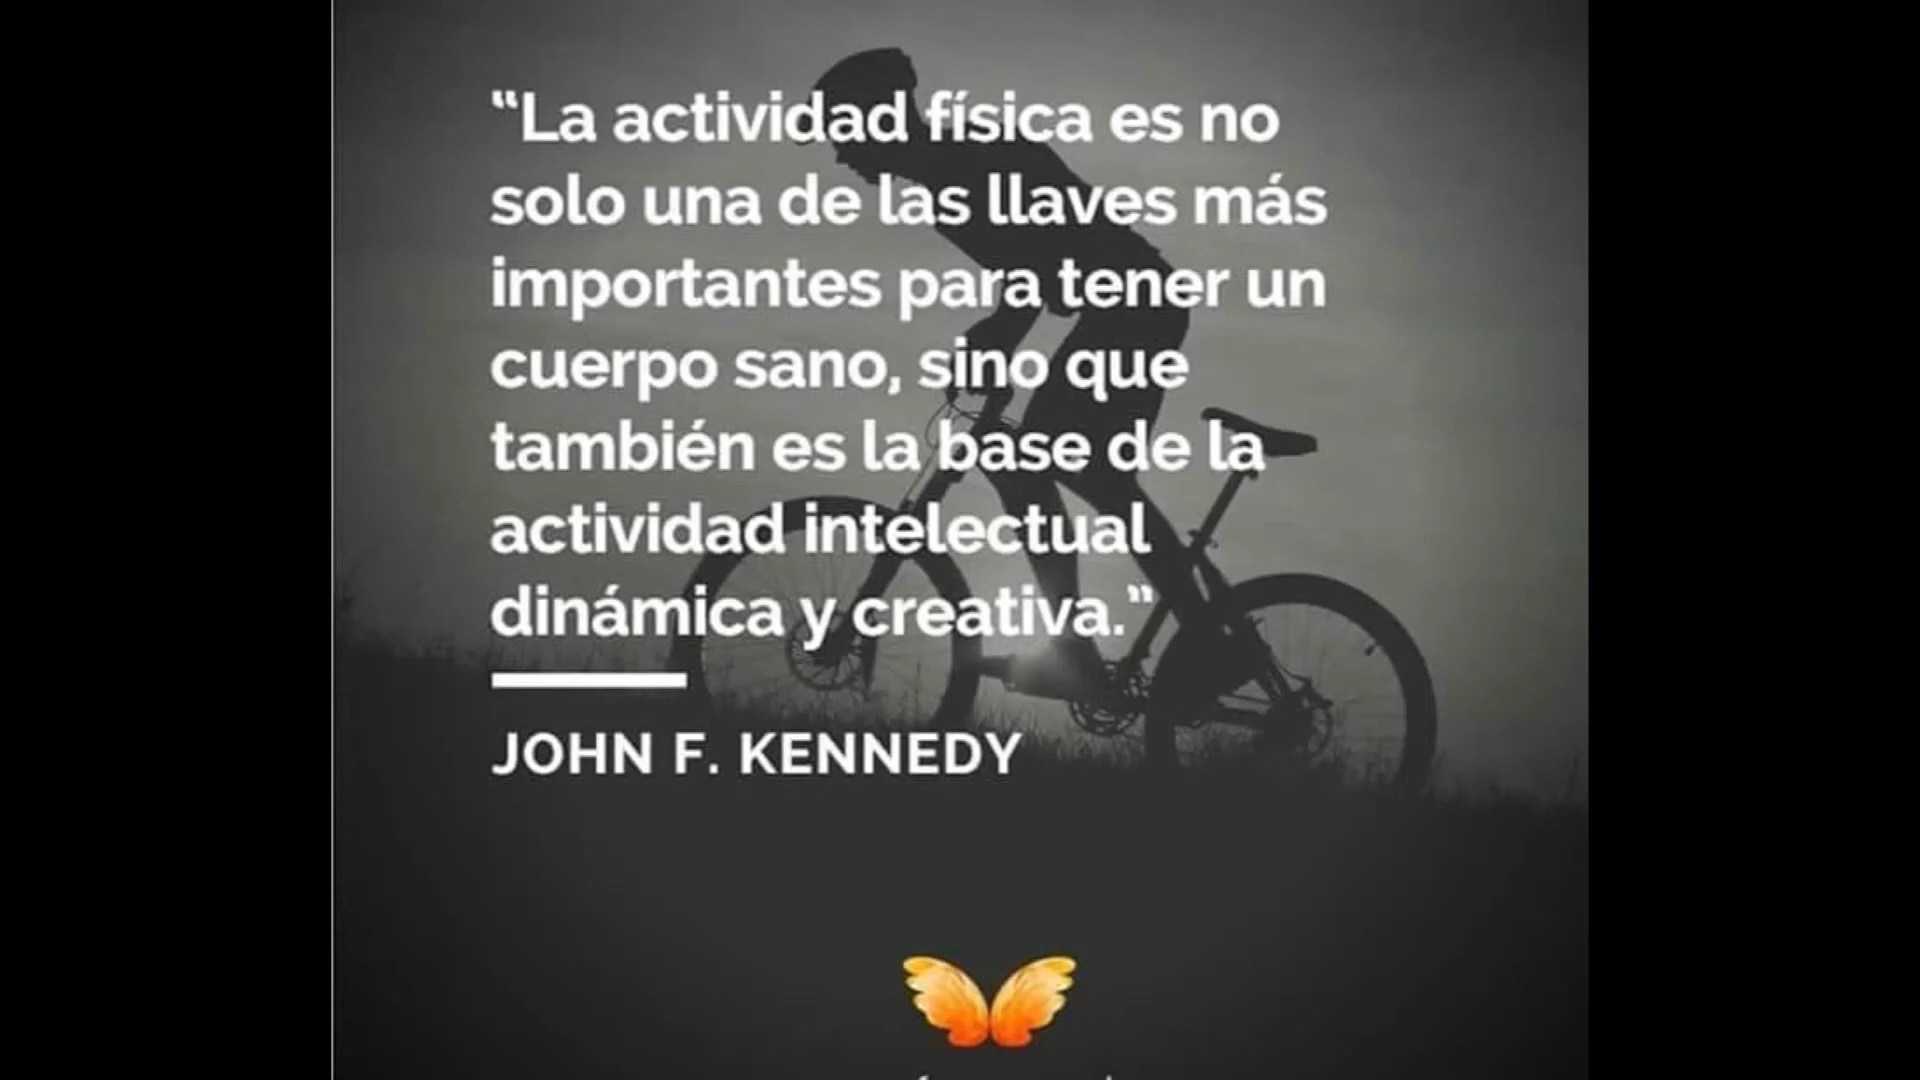 “La actividad física es no
solo una de las llaves más
importantes para tener un
cuerpo sano, sino que
también es la base de la
actividad intelectual
dinámica y creativa.”
JOHN F. KENNEDY